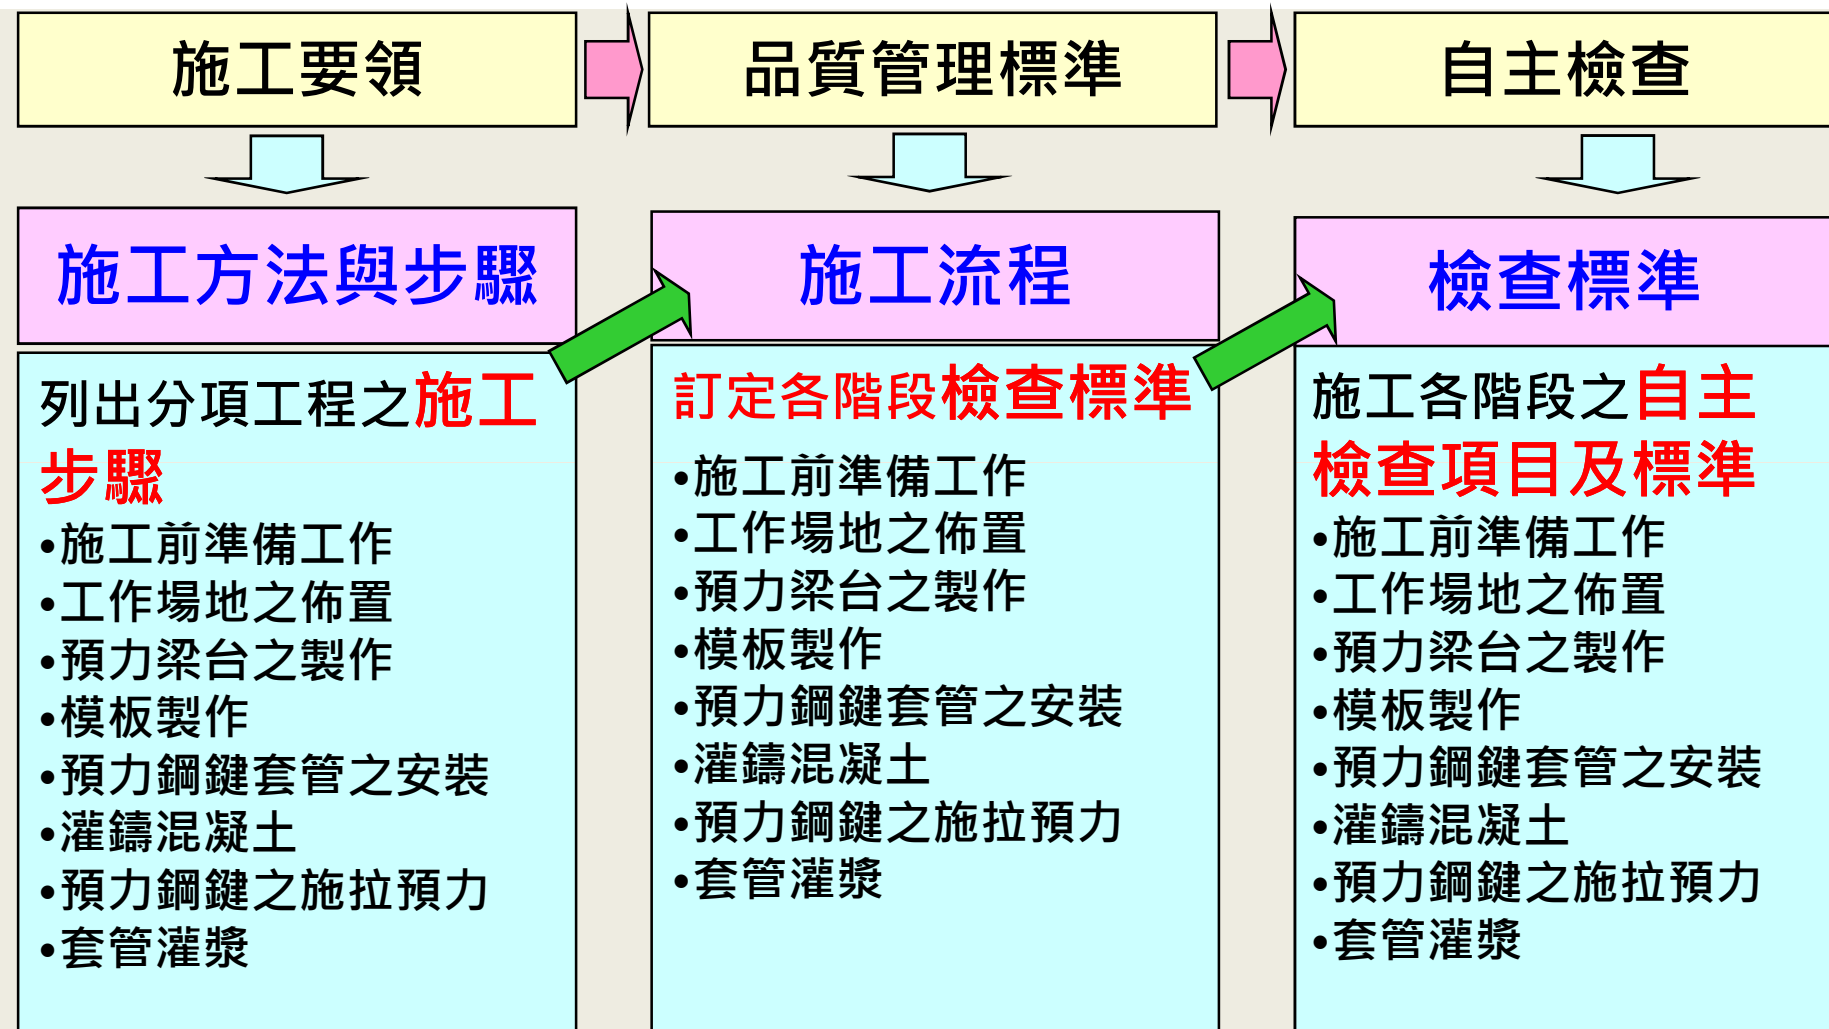 施工要領
品質管理標準
自主檢查
施工方法與步驟
施工流程
檢查標準
列出分項工程之施工
步驟
•施工前準備工作
•工作場地之佈置
•預力梁台之製作
•模板製作
•預力鋼鍵套管之安裝
•灌鑄混凝土
•預力鋼鍵之施拉預力
•套管灌漿
訂定各階段檢查標準
•施工前準備工作
•工作場地之佈置
•預力梁台之製作
•模板製作
•預力鋼鍵套管之安裝
•灌鑄混凝土
•預力鋼鍵之施拉預力
•套管灌漿
施工各階段之自主
檢查項目及標準
•施工前準備工作
•工作場地之佈置
•預力梁台之製作
•模板製作
•預力鋼鍵套管之安裝
•灌鑄混凝土
•預力鋼鍵之施拉預力
•套管灌漿